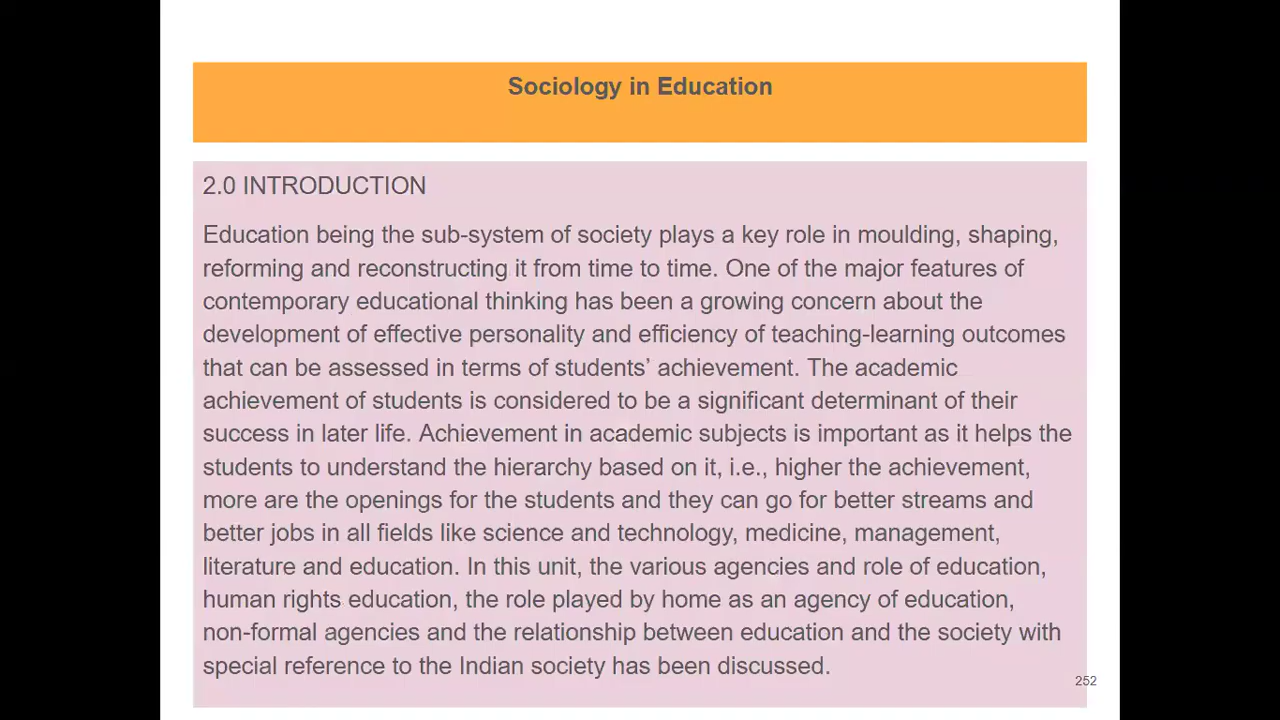 Sociology in Education
2.0 INTRODUCTION
Education being the sub-system of society plays a key role in moulding, shaping,
reforming and reconstructing it from time to time. One of the major features of
contemporary educational thinking has been a growing concern about the
development of effective personality and efficiency of teaching-learning outcomes
that can be assessed in terms of students’ achievement. The academic
achievement of students is considered to be a significant determinant of their
success in later life. Achievement in academic subjects is important as it helps the
students to understand the hierarchy based on it, i.e., higher the achievement,
more are the openings for the students and they can go for better streams and
better jobs in all fields like science and technology, medicine, management,
literature and education. In this unit, the various agencies and role of education,
human rights education, the role played by home as an agency of education,
non-formal agencies and the relationship between education and the society with
special reference to the Indian society has been discussed.
252